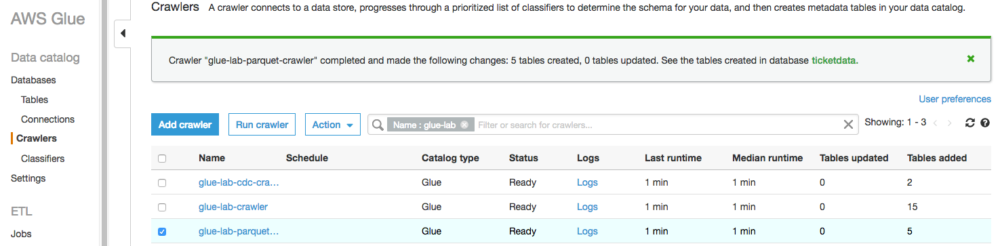 AWS Glue
Data catalog
Databases
Tables
Connections
Crawlers
Classifiers
Settings
ETL
Jobs
Crawlers A crawler connects to a data store, progresses through a prioritized list of classifiers to determine the schema for your data, and then creates metadata tables in your data catalog.
Crawler "glue-lab-parquet-crawler" completed and made the following changes: 5 tables created, 0 tables updated. See the tables created in database ticketdata.
User preferences
Add crawler Run crawler Action Name : glue-lab Filter or search for crawlers... Showing: 1 - 3
Name Schedule Catalog type Status Logs Last runtime Median runtime Tables updated Tables added
glue-lab-cdc-cra... Glue Ready Logs 1 min 1 min 0 2
glue-lab-crawler Glue Ready Logs 1 min 1 min 0 15
glue-lab-parquet... Glue Ready Logs 1 min 1 min 0 5